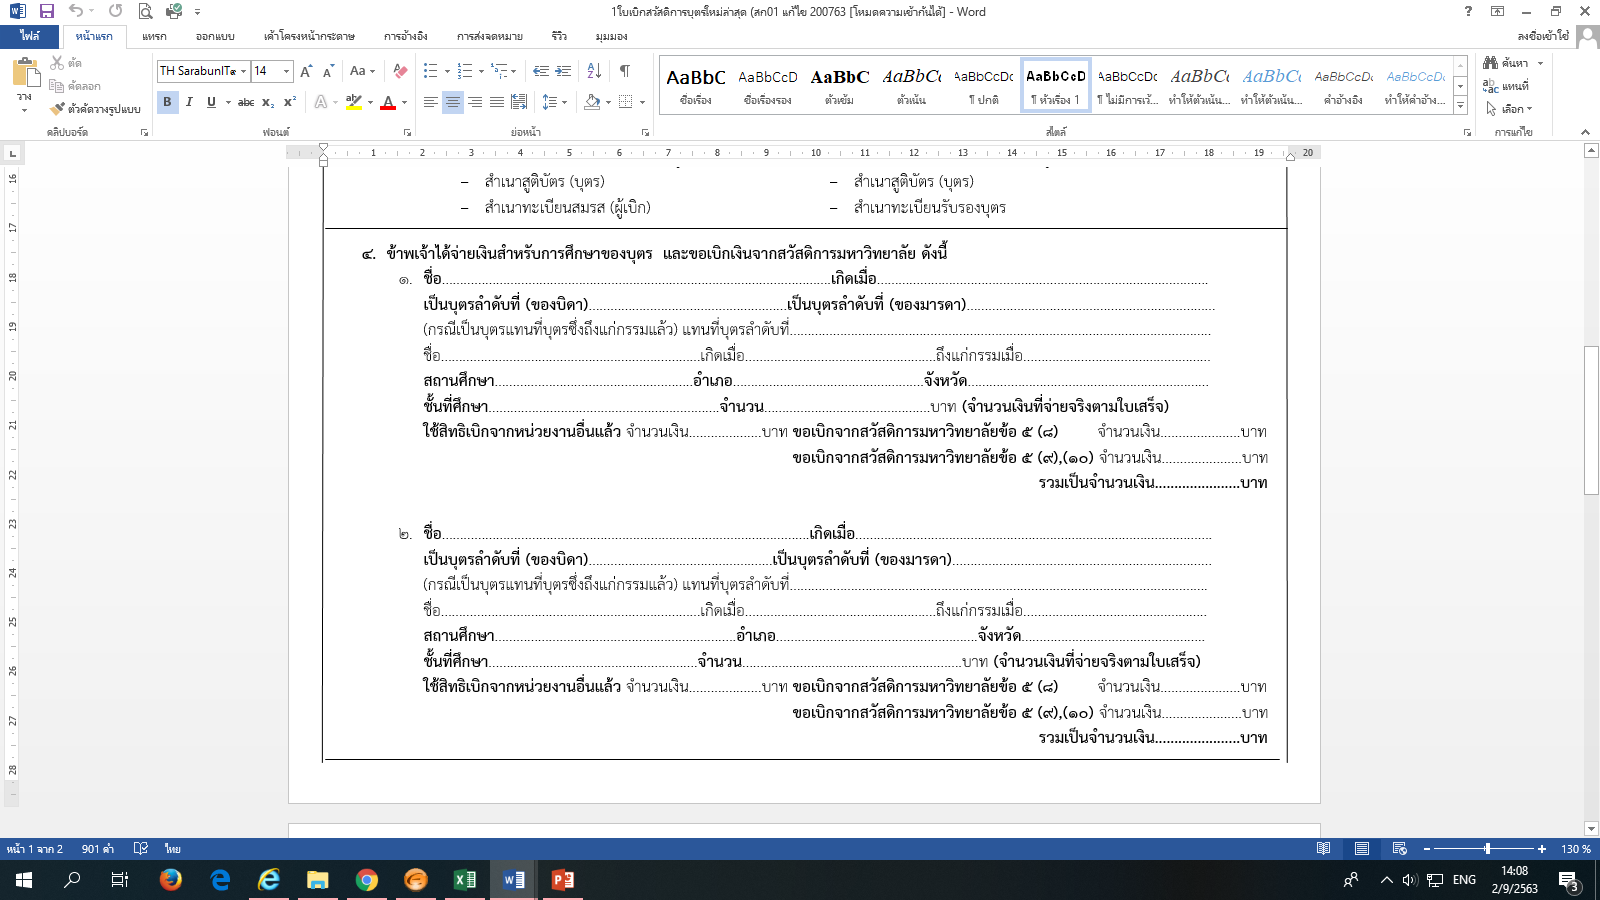 1ใบเบิกสวัสดิการบุตรใหม่ล่าสุด (สก01 แก้ไข 200763 [โหมดความเข้ากันได้] - Word
ไฟล์ หน้าแรก แทรก ออกแบบ เค้าโครงหน้ากระดาษ การอ้างอิง การส่งจดหมาย รีวิว มุมมอง ลงชื่อเข้าใช้
วาง ตัด คัดลอก ตัวคัดวางรูปแบบ
TH SarabunIT๙ 14
AaBbC AaBbCcD AaBbC AaBbCc AaBbCcDc AaBbCcD AaBbCcDc AaBbCc AaBbCc AaBbCcDc AaBbCcDc
ชื่อเรื่อง ชื่อเรื่องรอง ตัวเข้ม ตัวเน้น ¶ ปกติ ¶ หัวเรื่อง 1 ¶ ไม่มีการเว้... ทำให้ตัวเน้น... ทำให้ตัวเน้น... คำอ้างอิง ทำให้คำอ้าง...
ค้นหา แทนที่ เลือก
คลิปบอร์ด ฟอนต์ ย่อหน้า สไตล์ การแก้ไข
1 2 3 4 5 6 7 8 9 10 11 12 13 14 15 16 17 18 19 20
16 17 18 19 20 21 22 23 24 25 26 27 28
– สำเนาสูติบัตร (บุตร) – สำเนาสูติบัตร (บุตร)
– สำเนาทะเบียนสมรส (ผู้เบิก) – สำเนาทะเบียนรับรองบุตร
๔. ข้าพเจ้าได้จ่ายเงินสำหรับการศึกษาของบุตร และขอเบิกเงินจากสวัสดิการมหาวิทยาลัย ดังนี้
๑. ชื่อ..........เกิดเมื่อ..........
เป็นบุตรลำดับที่ (ของบิดา)..........เป็นบุตรลำดับที่ (ของมารดา)..........
(กรณีเป็นบุตรแทนที่บุตรซึ่งถึงแก่กรรมแล้ว) แทนที่บุตรลำดับที่..........
ชื่อ..........เกิดเมื่อ..........ถึงแก่กรรมเมื่อ..........
สถานศึกษา..........อำเภอ..........จังหวัด..........
ชั้นที่ศึกษา..........จำนวน..........บาท (จำนวนเงินที่จ่ายจริงตามใบเสร็จ)
ใช้สิทธิเบิกจากหน่วยงานอื่นแล้ว จำนวนเงิน..........บาท ขอเบิกจากสวัสดิการมหาวิทยาลัยข้อ ๕ (๘) จำนวนเงิน..........บาท
ขอเบิกจากสวัสดิการมหาวิทยาลัยข้อ ๕ (๙),(๑๐) จำนวนเงิน..........บาท
รวมเป็นจำนวนเงิน..........บาท
๒. ชื่อ..........เกิดเมื่อ..........
เป็นบุตรลำดับที่ (ของบิดา)..........เป็นบุตรลำดับที่ (ของมารดา)..........
(กรณีเป็นบุตรแทนที่บุตรซึ่งถึงแก่กรรมแล้ว) แทนที่บุตรลำดับที่..........
ชื่อ..........เกิดเมื่อ..........ถึงแก่กรรมเมื่อ..........
สถานศึกษา..........อำเภอ..........จังหวัด..........
ชั้นที่ศึกษา..........จำนวน..........บาท (จำนวนเงินที่จ่ายจริงตามใบเสร็จ)
ใช้สิทธิเบิกจากหน่วยงานอื่นแล้ว จำนวนเงิน..........บาท ขอเบิกจากสวัสดิการมหาวิทยาลัยข้อ ๕ (๘) จำนวนเงิน..........บาท
ขอเบิกจากสวัสดิการมหาวิทยาลัยข้อ ๕ (๙),(๑๐) จำนวนเงิน..........บาท
รวมเป็นจำนวนเงิน..........บาท
หน้า 1 จาก 2 901 คำ ไทย 130 %
ENG 14:08
2/9/2563 3